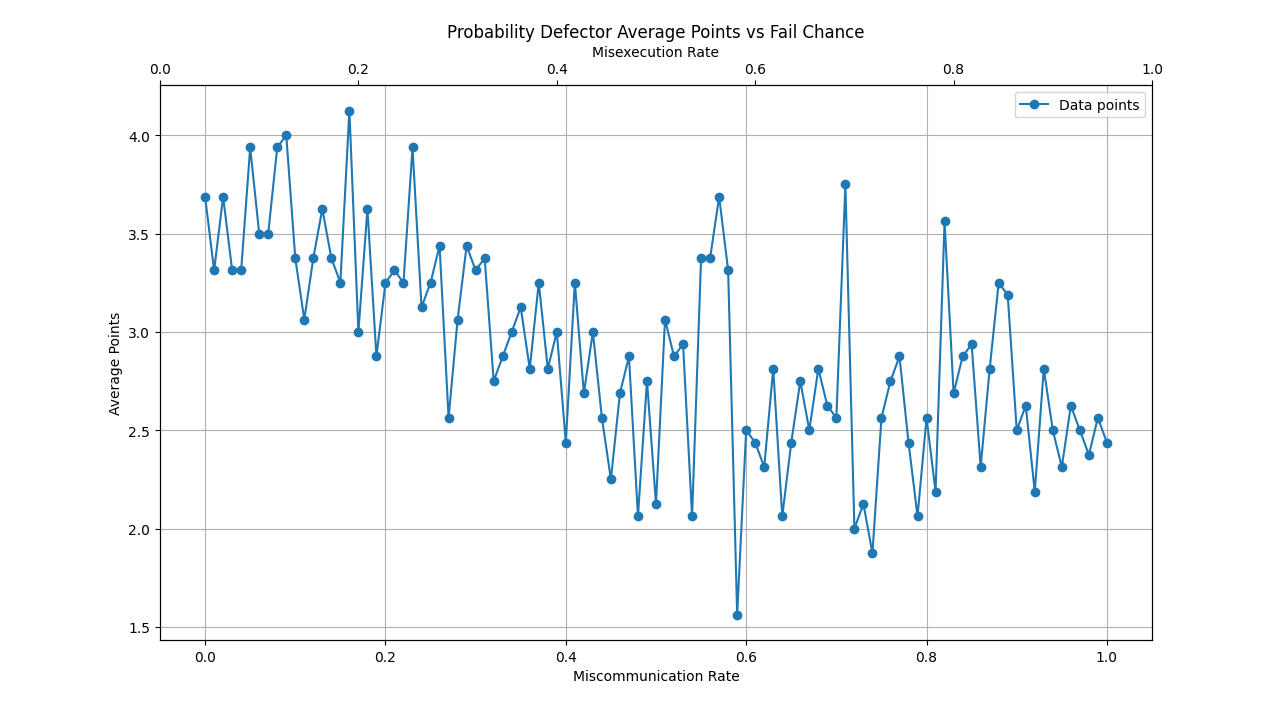 Probability Defector Average Points vs Fail Chance
Misexecution Rate
0.0 0.2 0.4 0.6 0.8 1.0
Data points
4.0
3.5
3.0
2.5
2.0
1.5
Average Points
0.0 0.2 0.4 0.6 0.8 1.0
Miscommunication Rate